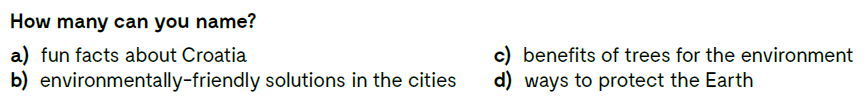 How many can you name?
a) fun facts about Croatia
b) environmentally-friendly solutions in the cities
c) benefits of trees for the environment
d) ways to protect the Earth